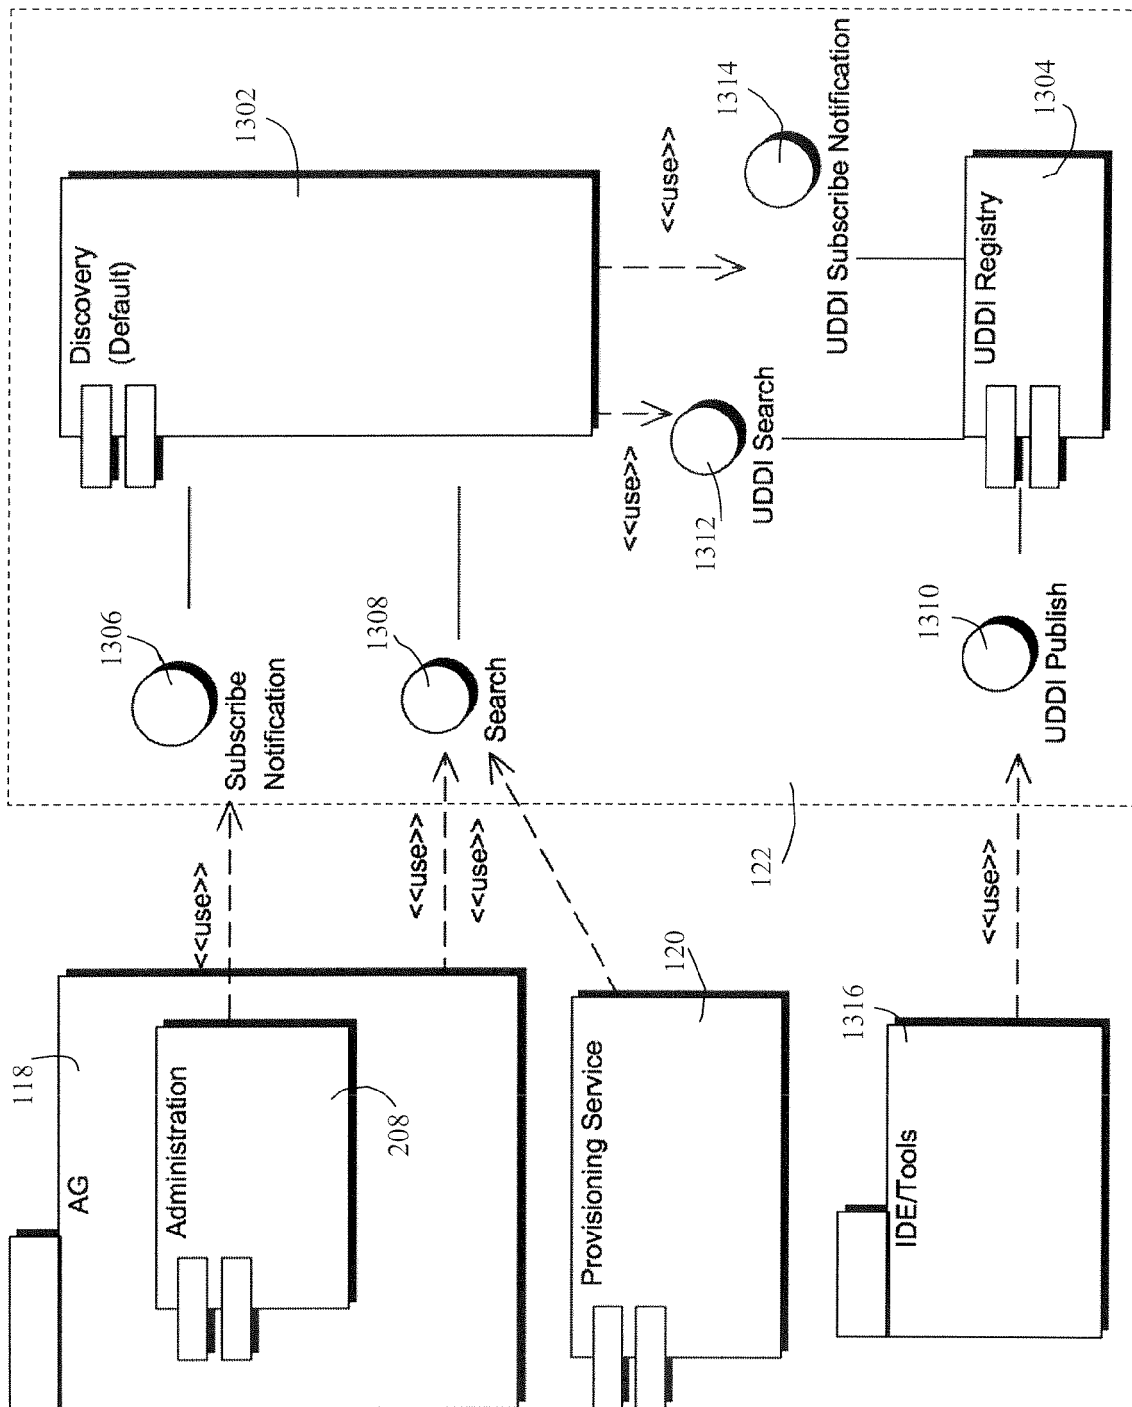 118
AG
Administration
208
<<use>>
Subscribe
Notification
1306
Discovery
(Default)
1302
<<use>>
<<use>>
Search
1308
Provisioning Service
120
122
<<use>>
1312
UDDI Search
<<use>>
1314
UDDI Subscribe Notification
IDE/Tools
1316
<<use>>
UDDI Publish
1310
UDDI Registry
1304